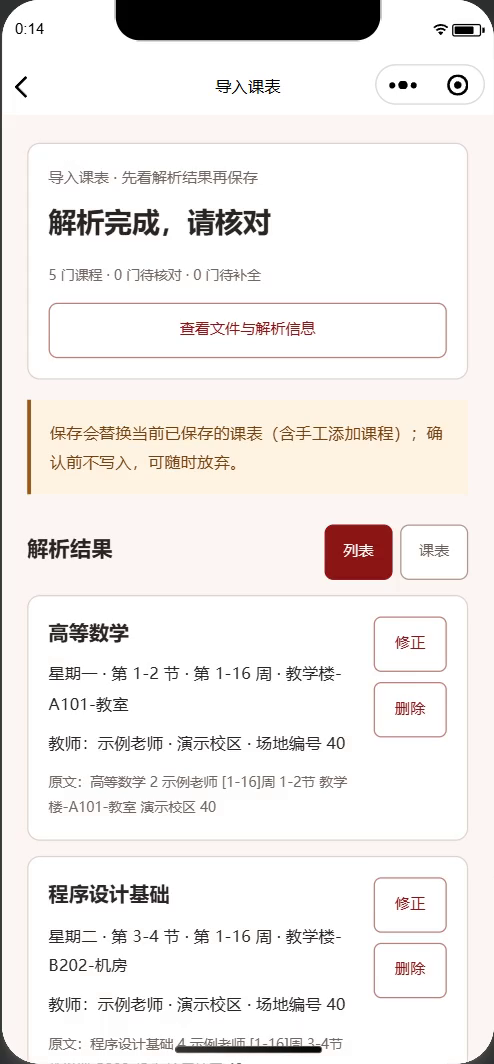 0:14
导入课表
导入课表 · 先看解析结果再保存
解析完成，请核对
5 门课程 · 0 门待核对 · 0 门待补全
查看文件与解析信息
保存会替换当前已保存的课表（含手工添加课程）；确
认前不写入，可随时放弃。
解析结果
列表
课表
高等数学
修正
星期一 · 第 1-2 节 · 第 1-16 周 · 教学楼-
A101-教室
删除
教师：示例老师 · 演示校区 · 场地编号 40
原文：高等数学 2 示例老师 [1-16]周 1-2节 教学
楼-A101-教室 演示校区 40
程序设计基础
修正
星期二 · 第 3-4 节 · 第 1-16 周 · 教学楼-
B202-机房
删除
教师：示例老师 · 演示校区 · 场地编号 40
原文：程序设计基础 4 示例老师 [1-16]周 3-4节